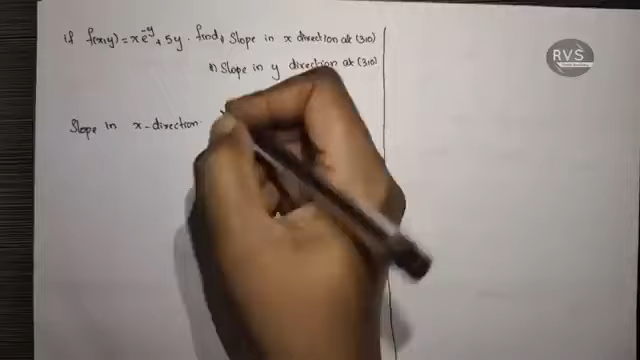 if f(x,y) = x e^-y + 5y. find i) Slope in x direction at (3,0)
ii) Slope in y direction at (3,0)
Slope in x-direction.
RVS